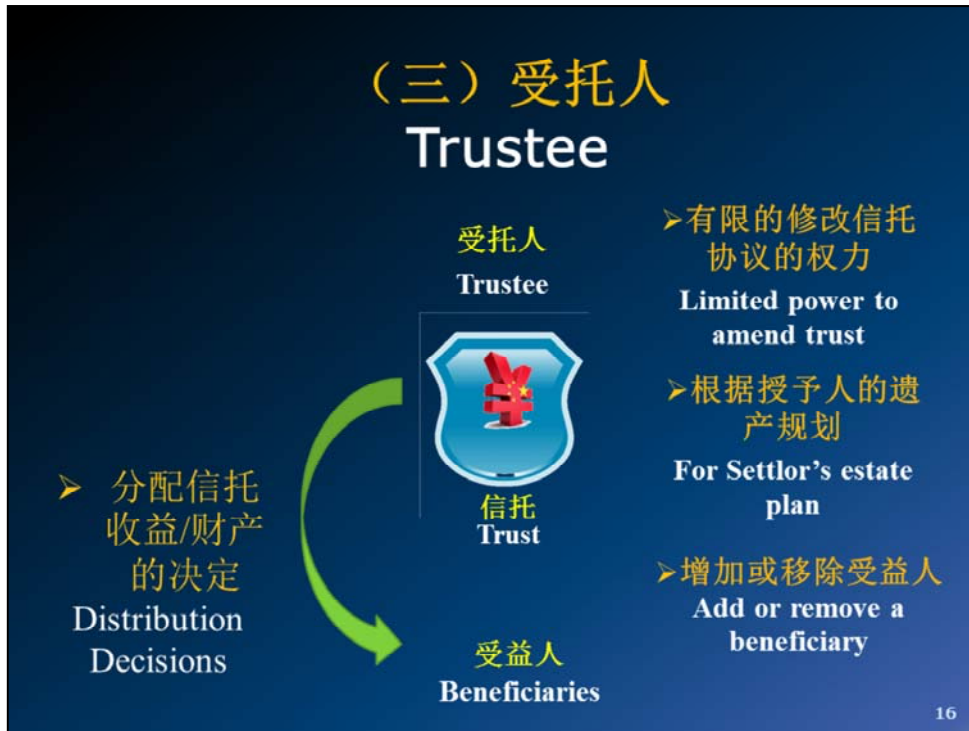 （三）受托人
Trustee
受托人
Trustee
信托
Trust
受益人
Beneficiaries
➢ 分配信托
收益/财产
的决定
Distribution
Decisions
➢有限的修改信托
协议的权力
Limited power to
amend trust
➢根据授予人的遗
产规划
For Settlor’s estate
plan
➢增加或移除受益人
Add or remove a
beneficiary
16